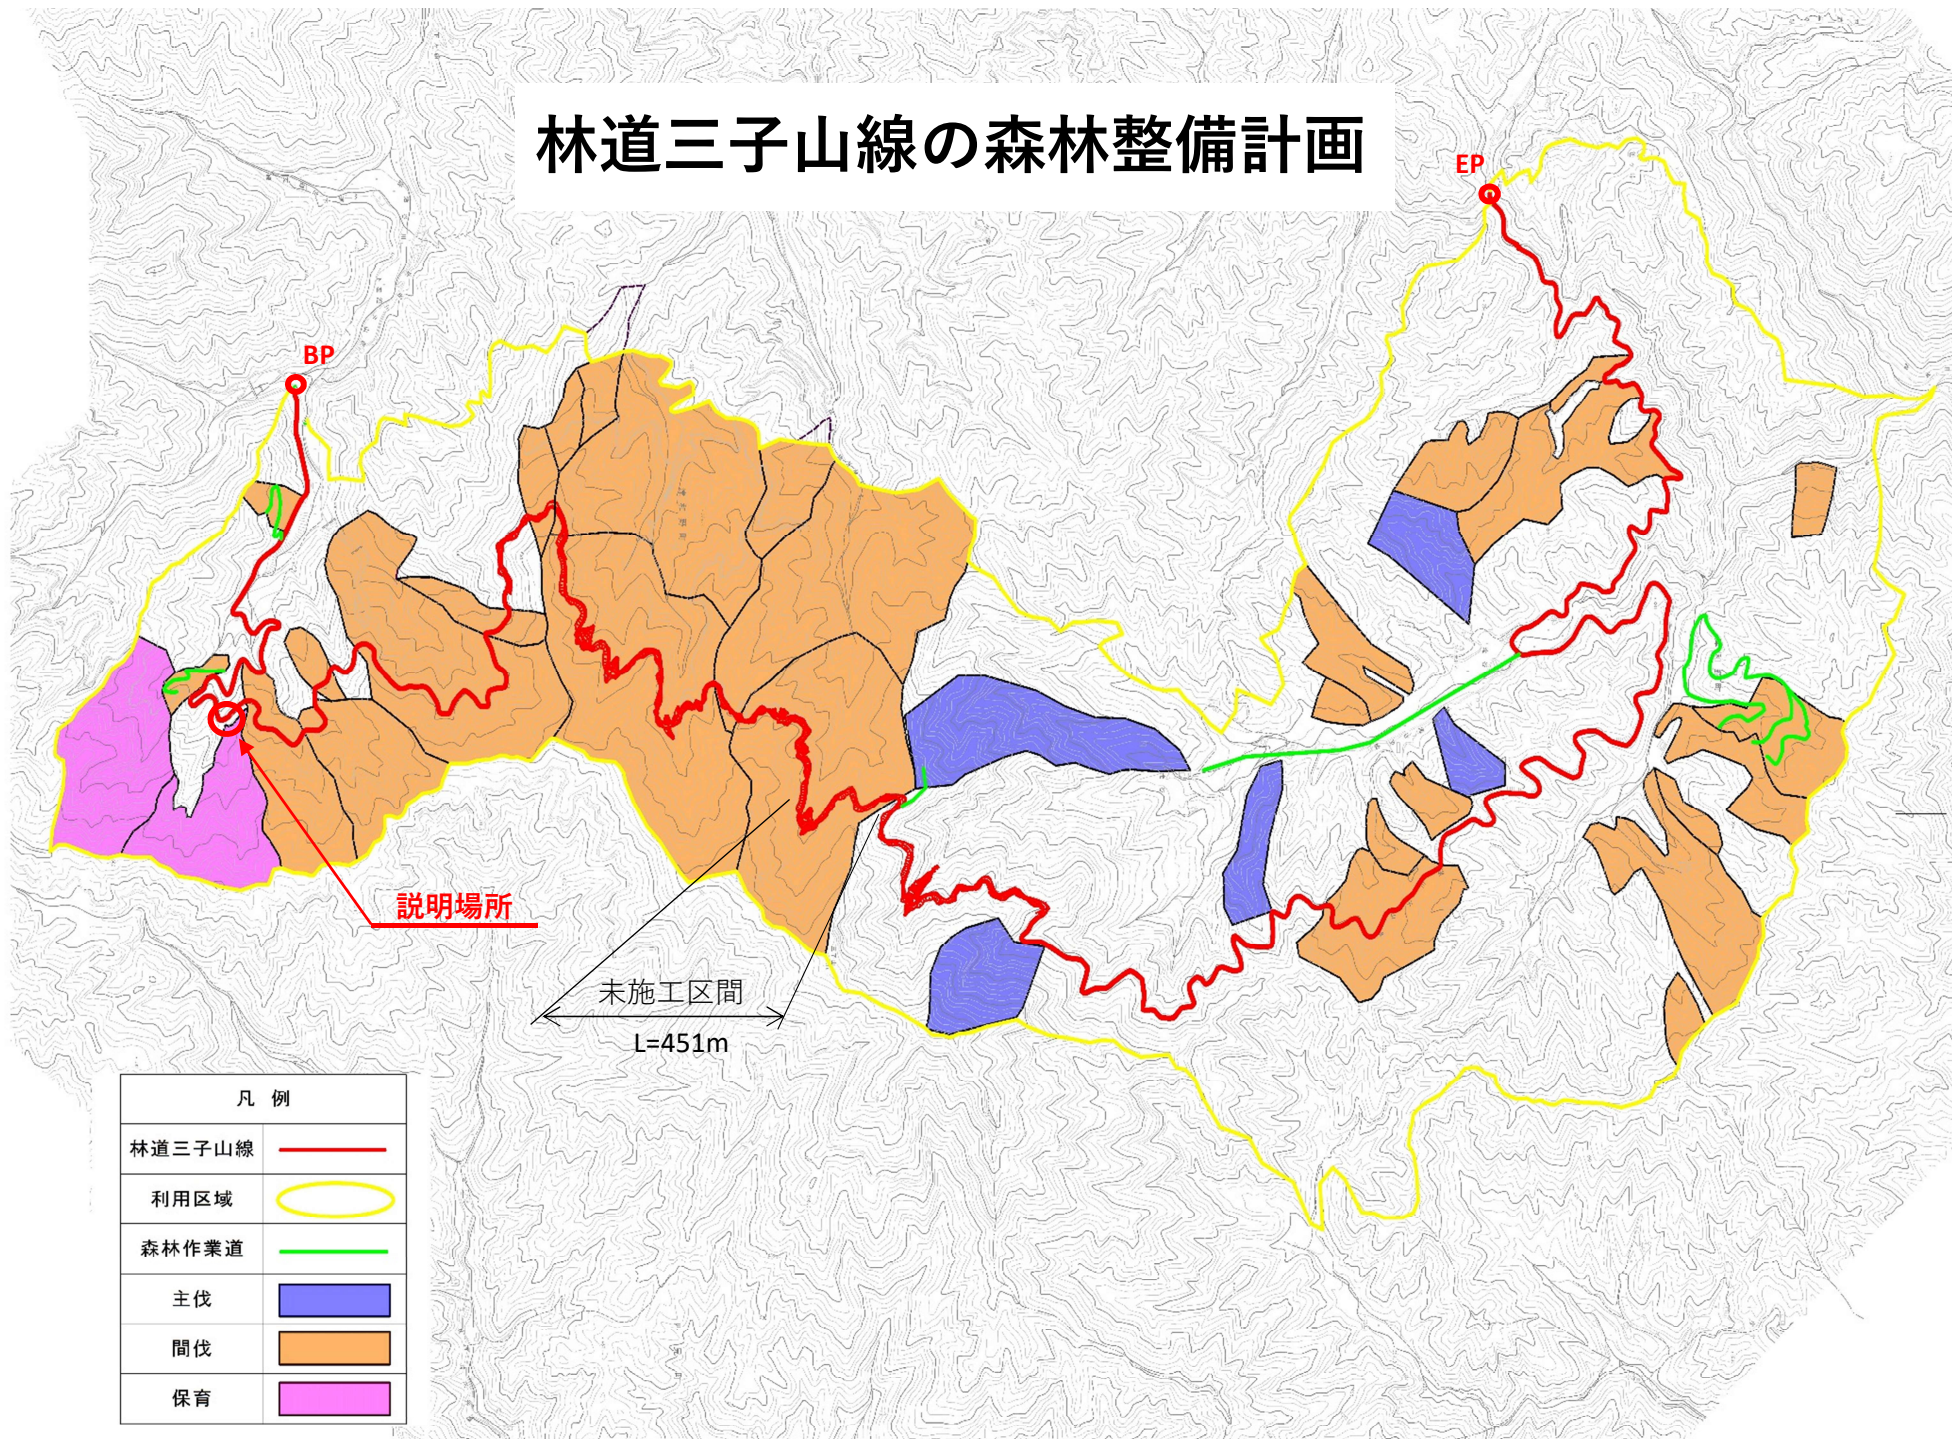 林道三子山線の森林整備計画
EP
BP
説明場所
未施工区間
L=451m
凡 例
林道三子山線
利用区域
森林作業道
主伐
間伐
保育